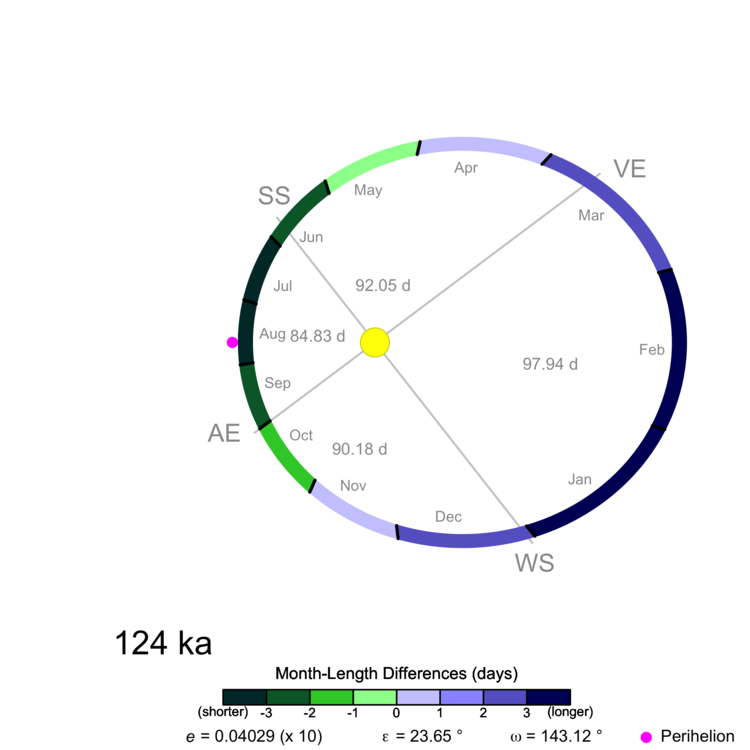 VE
Apr
May
SS
Mar
Jun
Jul
92.05 d
Aug 84.83 d
Feb
97.94 d
Sep
AE
Oct
90.18 d
Jan
Nov
Dec
WS
124 ka
Month-Length Differences (days)
(shorter) -3 -2 -1 0 1 2 3 (longer)
e = 0.04029 (x 10) ε = 23.65 ° ω = 143.12 ° Perihelion